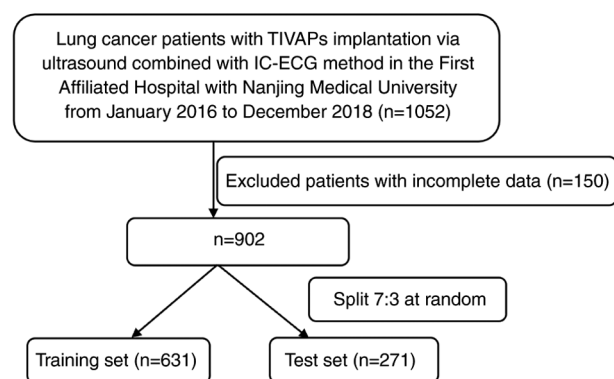 Lung cancer patients with TIVAPs implantation via
ultrasound combined with IC-ECG method in the First
Affiliated Hospital with Nanjing Medical University
from January 2016 to December 2018 (n=1052)
Excluded patients with incomplete data (n=150)
n=902
Split 7:3 at random
Training set (n=631)
Test set (n=271)